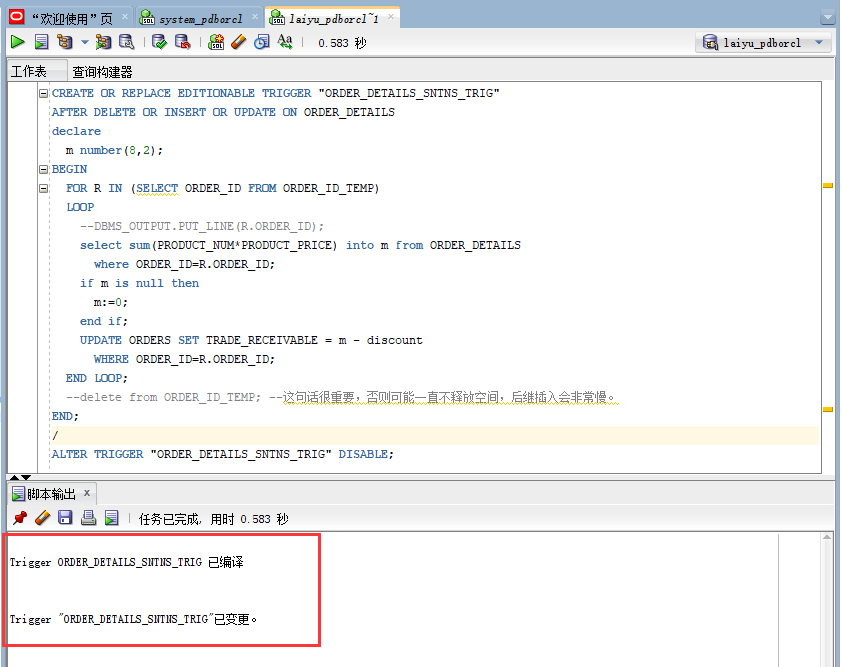 “欢迎使用”页
system_pdborcl
laiyu_pdborcl~1
0.583 秒
laiyu_pdborcl
工作表
查询构建器
CREATE OR REPLACE EDITIONABLE TRIGGER "ORDER_DETAILS_SNTNS_TRIG"
AFTER DELETE OR INSERT OR UPDATE ON ORDER_DETAILS
declare
m number(8,2);
BEGIN
FOR R IN (SELECT ORDER_ID FROM ORDER_ID_TEMP)
LOOP
--DBMS_OUTPUT.PUT_LINE(R.ORDER_ID);
select sum(PRODUCT_NUM*PRODUCT_PRICE) into m from ORDER_DETAILS
where ORDER_ID=R.ORDER_ID;
if m is null then
m:=0;
end if;
UPDATE ORDERS SET TRADE_RECEIVABLE = m - discount
WHERE ORDER_ID=R.ORDER_ID;
END LOOP;
--delete from ORDER_ID_TEMP; --这句话很重要，否则可能一直不释放空间，后继插入会非常慢。
END;
/
ALTER TRIGGER "ORDER_DETAILS_SNTNS_TRIG" DISABLE;
脚本输出 x
任务已完成, 用时 0.583 秒
Trigger ORDER_DETAILS_SNTNS_TRIG 已编译
Trigger "ORDER_DETAILS_SNTNS_TRIG"已变更。